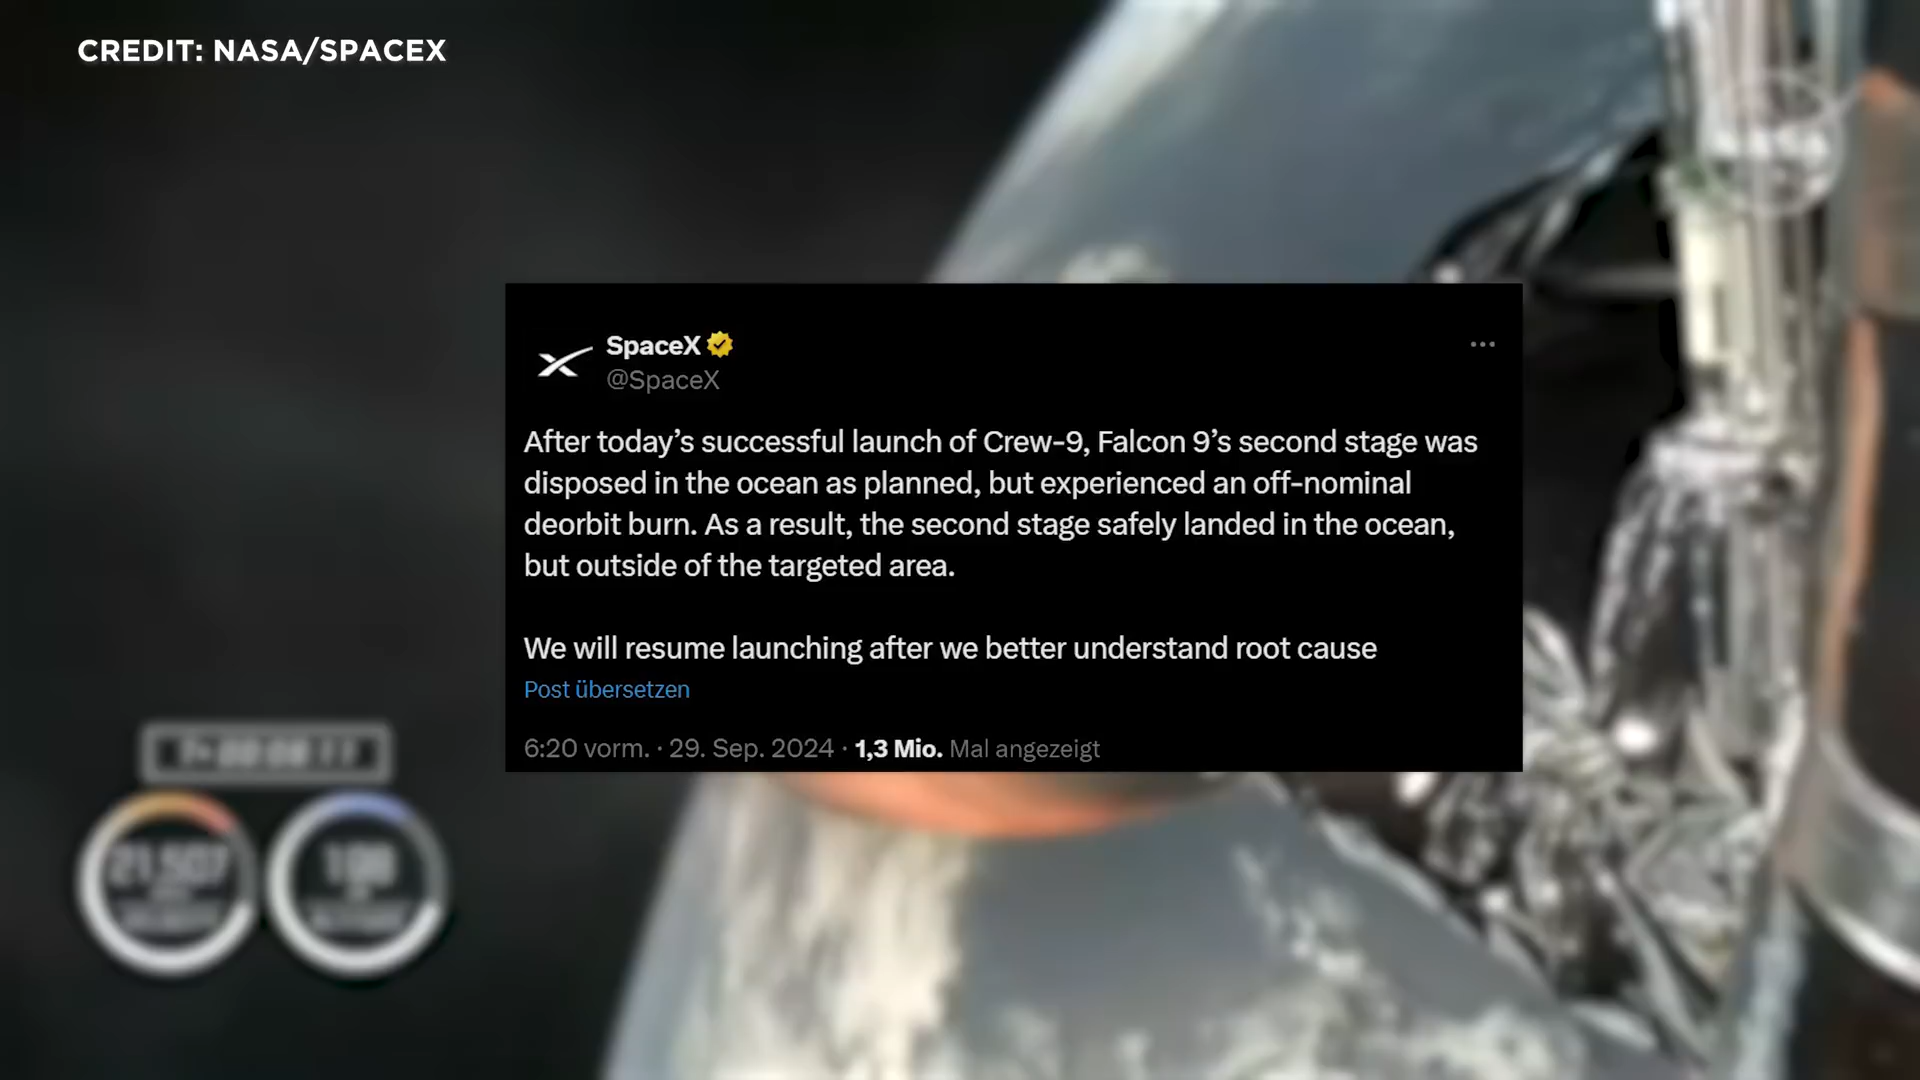 CREDIT: NASA/SPACEX
SpaceX
@SpaceX
After today’s successful launch of Crew-9, Falcon 9’s second stage was
disposed in the ocean as planned, but experienced an off-nominal
deorbit burn. As a result, the second stage safely landed in the ocean,
but outside of the targeted area.
We will resume launching after we better understand root cause
Post übersetzen
6:20 vorm. · 29. Sep. 2024 · 1,3 Mio. Mal angezeigt